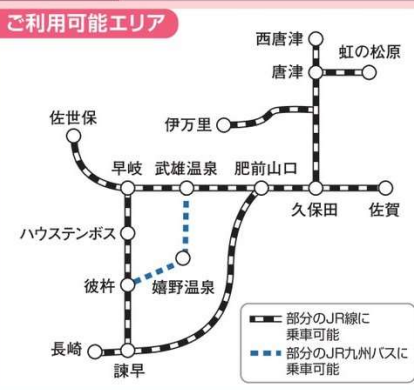 ご利用可能エリア
西唐津
虹の松原
唐津
佐世保
伊万里
早岐
武雄温泉
肥前山口
久保田
佐賀
ハウステンボス
彼杵
嬉野温泉
長崎
諫早
部分のJR線に
乗車可能
部分のJR九州バスに
乗車可能